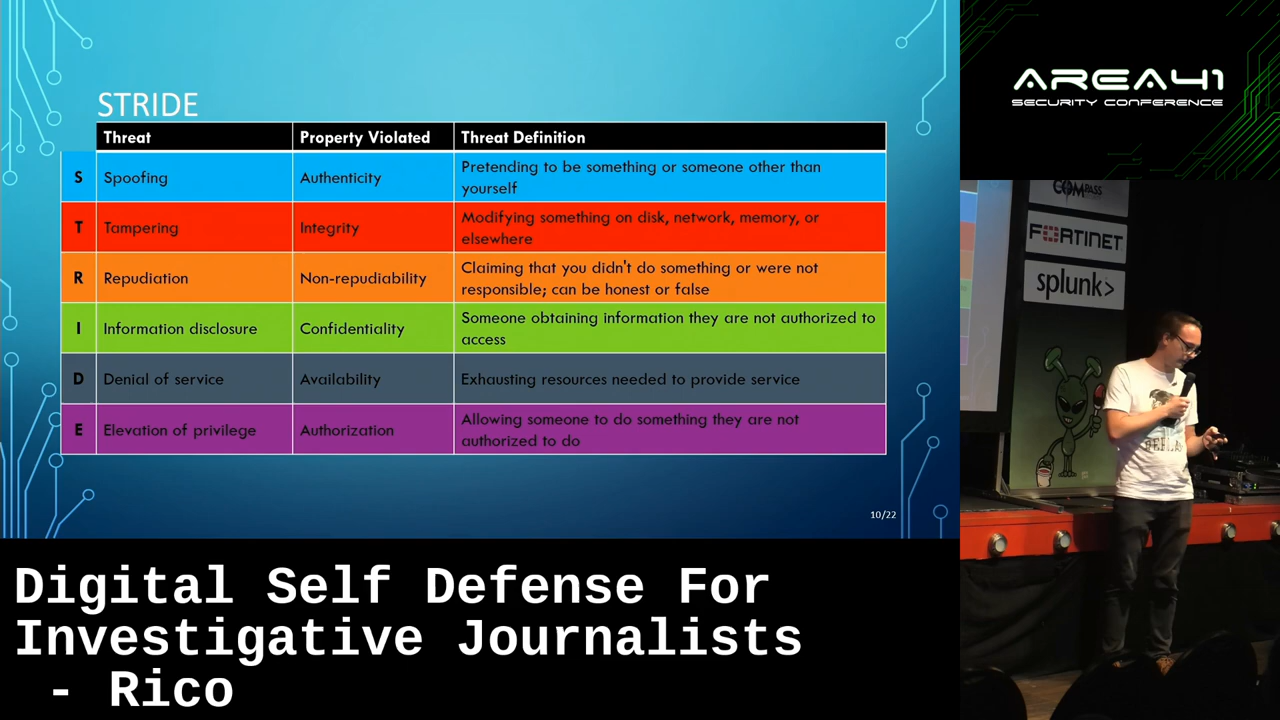 STRIDE
Threat Property Violated Threat Definition
S Spoofing Authenticity Pretending to be something or someone other than
yourself
T Tampering Integrity Modifying something on disk, network, memory, or
elsewhere
R Repudiation Non-repudiability Claiming that you didn't do something or were not
responsible; can be honest or false
I Information disclosure Confidentiality Someone obtaining information they are not authorized to
access
D Denial of service Availability Exhausting resources needed to provide service
E Elevation of privilege Authorization Allowing someone to do something they are not
authorized to do
10/22
Digital Self Defense For
Investigative Journalists
- Rico
AREA41
SECURITY CONFERENCE
COMPASS
FORTINET
splunk>